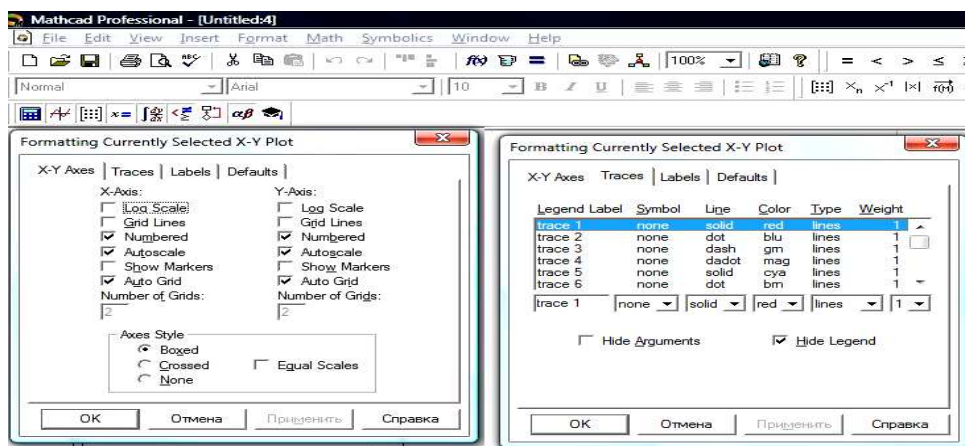 Mathcad Professional - [Untitled:4]
File Edit View Insert Format Math Symbolics Window Help
100%
Normal Arial 10 B I U
Formatting Currently Selected X-Y Plot
X-Y Axes Traces Labels Defaults
X-Axis: Y-Axis:
Log Scale Log Scale
Grid Lines Grid Lines
Numbered Numbered
Autoscale Autoscale
Show Markers Show Markers
Auto Grid Auto Grid
Number of Grids: Number of Grids:
2 2
Axes Style
Boxed
Crossed Equal Scales
None
OK Отмена Применить Справка
Formatting Currently Selected X-Y Plot
X-Y Axes Traces Labels Defaults
Legend Label Symbol Line Color Type Weight
trace 1 none solid red lines 1
trace 2 none dot blu lines 1
trace 3 none dash grn lines 1
trace 4 none dadot mag lines 1
trace 5 none solid cya lines 1
trace 6 none dot brn lines 1
trace 1 none solid red lines 1
Hide Arguments Hide Legend
OK Отмена Применить Справка